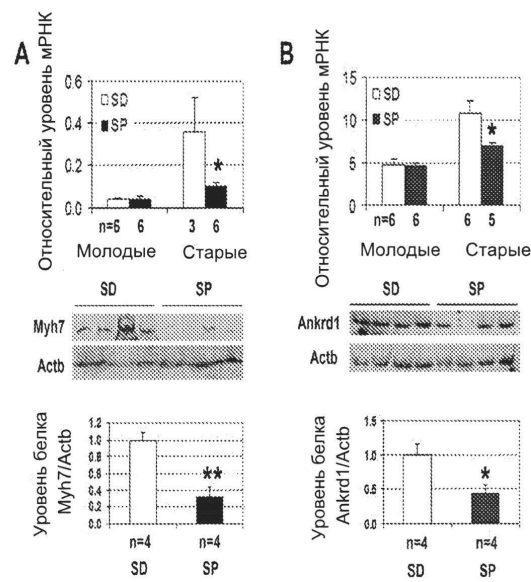 A
Относительный уровень мРНК
0.6
0.4
0.2
0.0
SD
SP
*
n=6 6 3 6
Молодые Старые
SD SP
Myh7
Actb
Уровень белка
Myh7/Actb
1.2
1.0
0.8
0.6
0.4
0.2
0.0
**
n=4 n=4
SD SP
B
Относительный уровень мРНК
15
10
5
0
SD
SP
*
n=6 6 6 5
Молодые Старые
SD SP
Ankrd1
Actb
Уровень белка
Ankrd1/Actb
1.5
1.0
0.5
0.0
*
n=4 n=4
SD SP